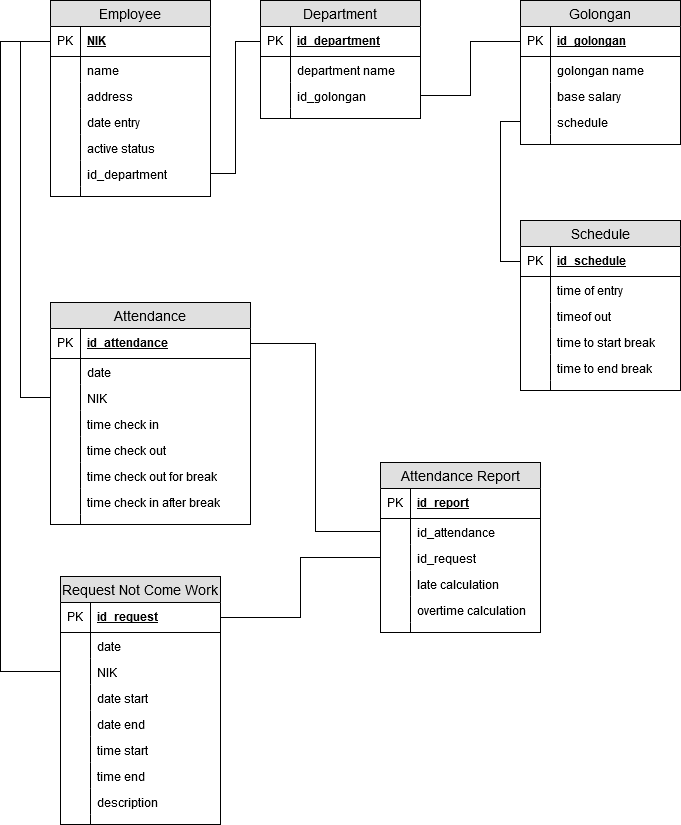 Employee
PK NIK
name
address
date entry
active status
id_department
Department
PK id_department
department name
id_golongan
Golongan
PK id_golongan
golongan name
base salary
schedule
Schedule
PK id_schedule
time of entry
timeof out
time to start break
time to end break
Attendance
PK id_attendance
date
NIK
time check in
time check out
time check out for break
time check in after break
Attendance Report
PK id_report
id_attendance
id_request
late calculation
overtime calculation
Request Not Come Work
PK id_request
date
NIK
date start
date end
time start
time end
description